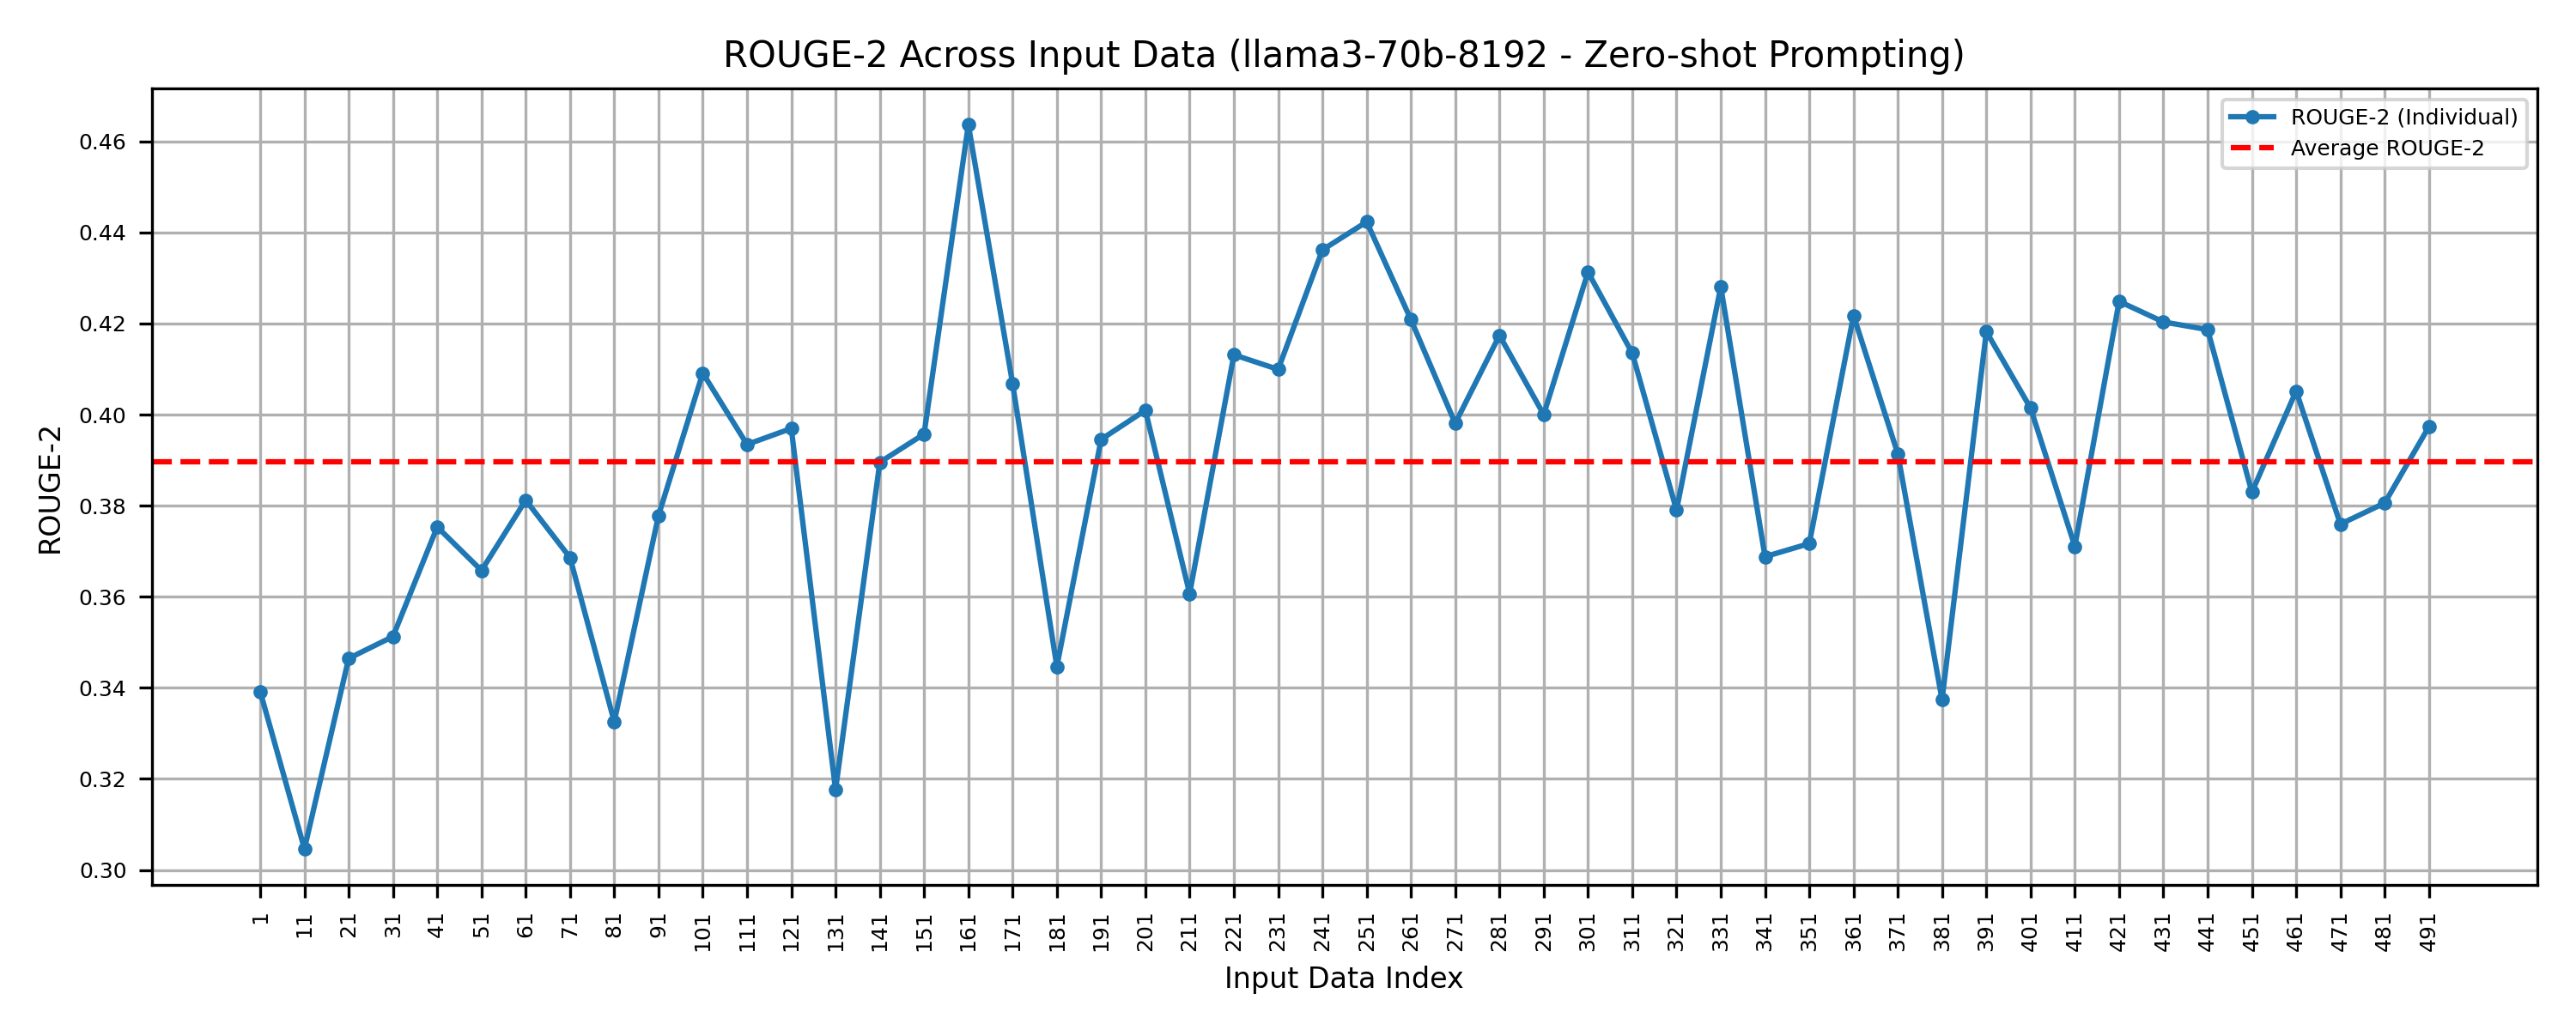 ROUGE-2 Across Input Data (llama3-70b-8192 - Zero-shot Prompting)
ROUGE-2 (Individual)
Average ROUGE-2
0.46
0.44
0.42
0.40
0.38
0.36
0.34
0.32
0.30
ROUGE-2
1 11 21 31 41 51 61 71 81 91 101 111 121 131 141 151 161 171 181 191 201 211 221 231 241 251 261 271 281 291 301 311 321 331 341 351 361 371 381 391 401 411 421 431 441 451 461 471 481 491
Input Data Index